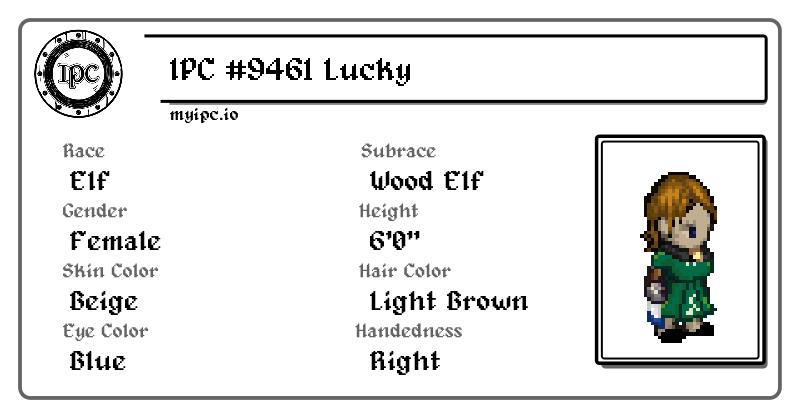 IPC
IPC #9461 Lucky
myipc.io
Race
Elf
Subrace
Wood Elf
Gender
Female
Height
6'0"
Skin Color
Beige
Hair Color
Light Brown
Eye Color
Blue
Handedness
Right